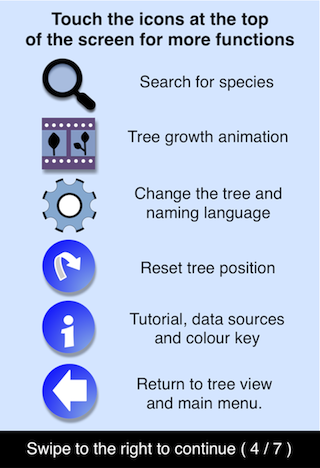 Touch the icons at the top
of the screen for more functions
Search for species
Tree growth animation
Change the tree and
naming language
Reset tree position
Tutorial, data sources
and colour key
Return to tree view
and main menu.
Swipe to the right to continue ( 4 / 7 )